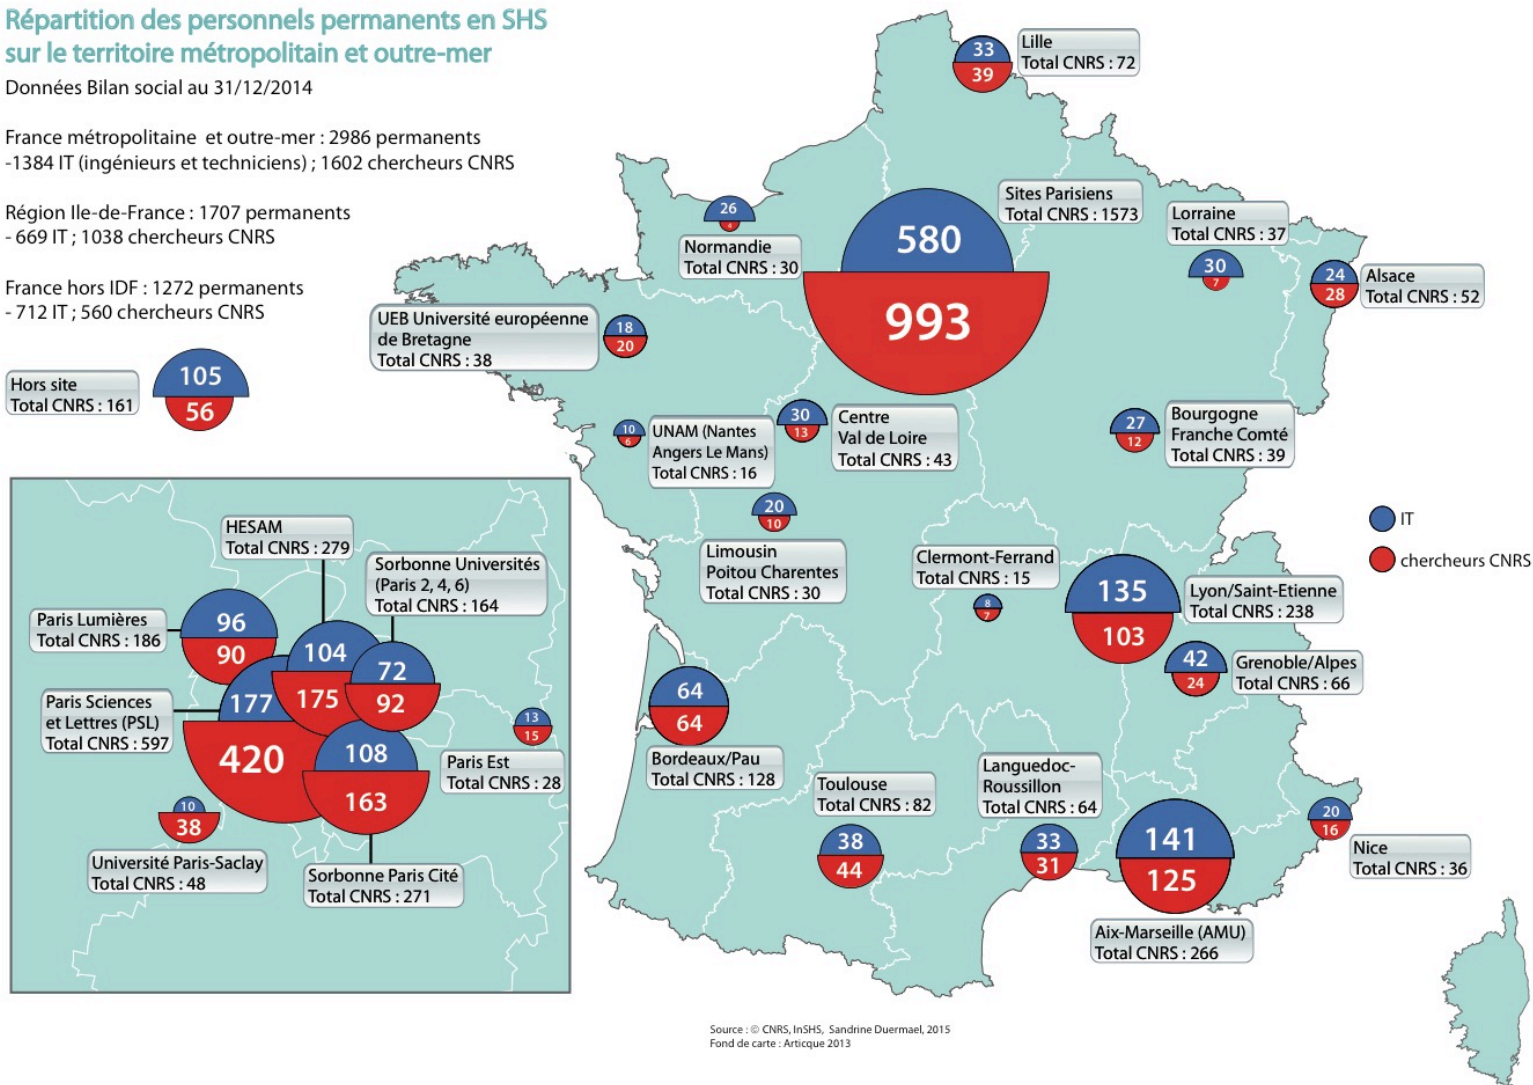 Répartition des personnels permanents en SHS
sur le territoire métropolitain et outre-mer
Données Bilan social au 31/12/2014
France métropolitaine et outre-mer : 2986 permanents
-1384 IT (ingénieurs et techniciens) ; 1602 chercheurs CNRS
Région Ile-de-France : 1707 permanents
- 669 IT ; 1038 chercheurs CNRS
France hors IDF : 1272 permanents
- 712 IT ; 560 chercheurs CNRS
Hors site
Total CNRS : 161
105
56
33
39
Lille
Total CNRS : 72
26
4
Normandie
Total CNRS : 30
580
993
Sites Parisiens
Total CNRS : 1573
Lorraine
Total CNRS : 37
30
7
24
28
Alsace
Total CNRS : 52
UEB Université européenne
de Bretagne
Total CNRS : 38
18
20
10
6
UNAM (Nantes
Angers Le Mans)
Total CNRS : 16
30
13
Centre
Val de Loire
Total CNRS : 43
27
12
Bourgogne
Franche Comté
Total CNRS : 39
20
10
Limousin
Poitou Charentes
Total CNRS : 30
Clermont-Ferrand
Total CNRS : 15
8
7
135
103
Lyon/Saint-Etienne
Total CNRS : 238
42
24
Grenoble/Alpes
Total CNRS : 66
IT
chercheurs CNRS
64
64
Bordeaux/Pau
Total CNRS : 128
Toulouse
Total CNRS : 82
38
44
Languedoc-
Roussillon
Total CNRS : 64
33
31
141
125
Aix-Marseille (AMU)
Total CNRS : 266
20
16
Nice
Total CNRS : 36
HESAM
Total CNRS : 279
104
175
Sorbonne Universités
(Paris 2, 4, 6)
Total CNRS : 164
72
92
Paris Lumières
Total CNRS : 186
96
90
Paris Sciences
et Lettres (PSL)
Total CNRS : 597
177
420
108
163
Sorbonne Paris Cité
Total CNRS : 271
13
15
Paris Est
Total CNRS : 28
10
38
Université Paris-Saclay
Total CNRS : 48
Source : © CNRS, InSHS, Sandrine Duermael, 2015
Fond de carte : Articque 2013